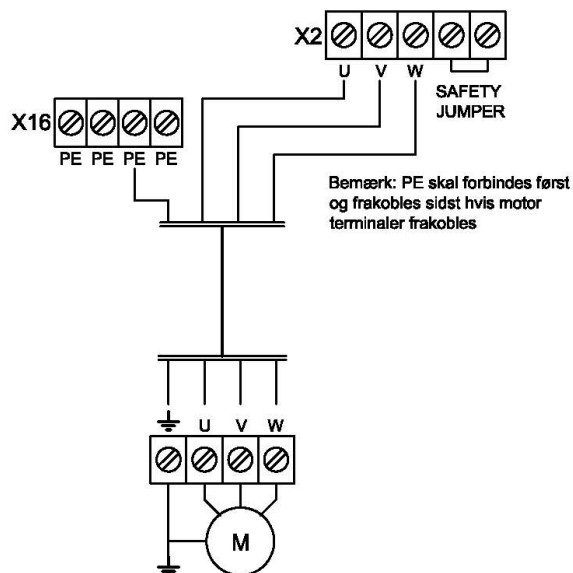 X2
U V W
SAFETY
JUMPER
X16
PE PE PE PE
Bemærk: PE skal forbindes først
og frakobles sidst hvis motor
terminaler frakobles
U V W
M